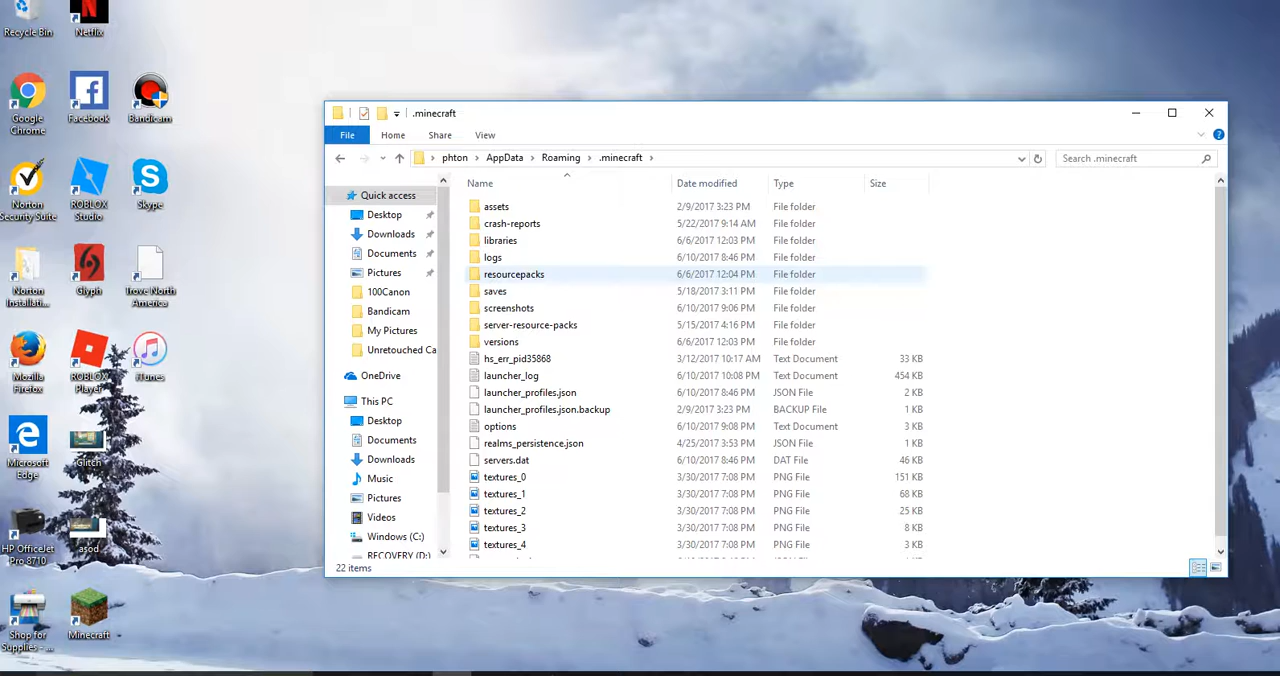 Recycle Bin
Netflix
Google Chrome
Facebook
Bandicam
Norton Security Suite
ROBLOX Studio
Skype
Norton Installati...
Glyph
Trove North America
Mozilla Firefox
ROBLOX Player
iTunes
Microsoft Edge
Glitch
HP OfficeJet Pro 8710
asod
Shop for Supplies - ...
Minecraft
.minecraft
File Home Share View
phton > AppData > Roaming > .minecraft >
Search .minecraft
Name Date modified Type Size
Quick access
Desktop
Downloads
Documents
Pictures
100Canon
Bandicam
My Pictures
Unretouched Ca
OneDrive
This PC
Desktop
Documents
Downloads
Music
Pictures
Videos
Windows (C:)
RECOVERY (D:)
assets 2/9/2017 3:23 PM File folder
crash-reports 5/22/2017 9:14 AM File folder
libraries 6/6/2017 12:03 PM File folder
logs 6/10/2017 8:46 PM File folder
resourcepacks 6/6/2017 12:04 PM File folder
saves 5/18/2017 3:11 PM File folder
screenshots 6/10/2017 9:06 PM File folder
server-resource-packs 5/15/2017 4:16 PM File folder
versions 6/6/2017 12:03 PM File folder
hs_err_pid35868 3/12/2017 10:17 AM Text Document 33 KB
launcher_log 6/10/2017 10:08 PM Text Document 454 KB
launcher_profiles.json 6/10/2017 8:46 PM JSON File 2 KB
launcher_profiles.json.backup 2/9/2017 3:23 PM BACKUP File 1 KB
options 6/10/2017 9:08 PM Text Document 3 KB
realms_persistence.json 4/25/2017 3:53 PM JSON File 1 KB
servers.dat 6/10/2017 8:46 PM DAT File 46 KB
textures_0 3/30/2017 7:08 PM PNG File 151 KB
textures_1 3/30/2017 7:08 PM PNG File 68 KB
textures_2 3/30/2017 7:08 PM PNG File 25 KB
textures_3 3/30/2017 7:08 PM PNG File 8 KB
textures_4 3/30/2017 7:08 PM PNG File 3 KB
22 items